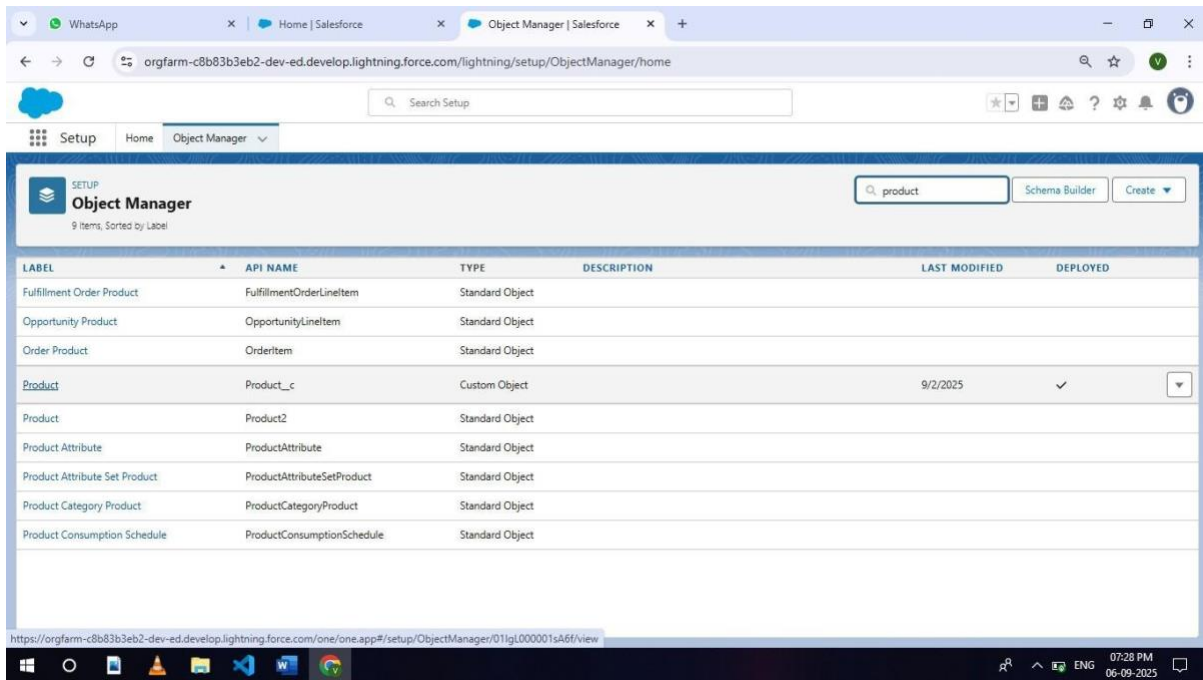 WhatsApp
Home | Salesforce
Object Manager | Salesforce
orgfarm-c8b83b3eb2-dev-ed.develop.lightning.force.com/lightning/setup/ObjectManager/home
V
Search Setup
Setup Home Object Manager
SETUP
Object Manager
9 Items, Sorted by Label
product
Schema Builder
Create
LABEL API NAME TYPE DESCRIPTION LAST MODIFIED DEPLOYED
Fulfillment Order Product FulfillmentOrderLineItem Standard Object
Opportunity Product OpportunityLineItem Standard Object
Order Product OrderItem Standard Object
Product Product__c Custom Object 9/2/2025
Product Product2 Standard Object
Product Attribute ProductAttribute Standard Object
Product Attribute Set Product ProductAttributeSetProduct Standard Object
Product Category Product ProductCategoryProduct Standard Object
Product Consumption Schedule ProductConsumptionSchedule Standard Object
https://orgfarm-c8b83b3eb2-dev-ed.develop.lightning.force.com/one/one.app#/setup/ObjectManager/01IgL000001sA6f/view
ENG
07:28 PM
06-09-2025